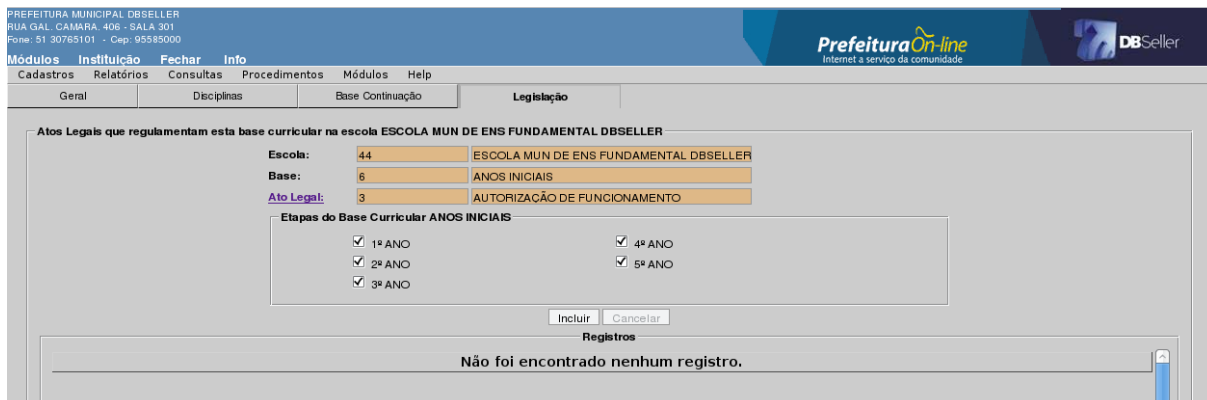 PREFEITURA MUNICIPAL DBSELLER
RUA GAL. CAMARA, 406 - SALA 301
Fone: 51 30765101 - Cep: 95585000
Prefeitura On-line
Internet a serviço da comunidade
DBSeller
Módulos Instituição Fechar Info
Cadastros Relatórios Consultas Procedimentos Módulos Help
Geral Disciplinas Base Continuação Legislação
Atos Legais que regulamentam esta base curricular na escola ESCOLA MUN DE ENS FUNDAMENTAL DBSELLER
Escola: 44 ESCOLA MUN DE ENS FUNDAMENTAL DBSELLER
Base: 6 ANOS INICIAIS
Ato Legal: 3 AUTORIZAÇÃO DE FUNCIONAMENTO
Etapas do Base Curricular ANOS INICIAIS
1º ANO 4º ANO
2º ANO 5º ANO
3º ANO
Incluir Cancelar
Registros
Não foi encontrado nenhum registro.